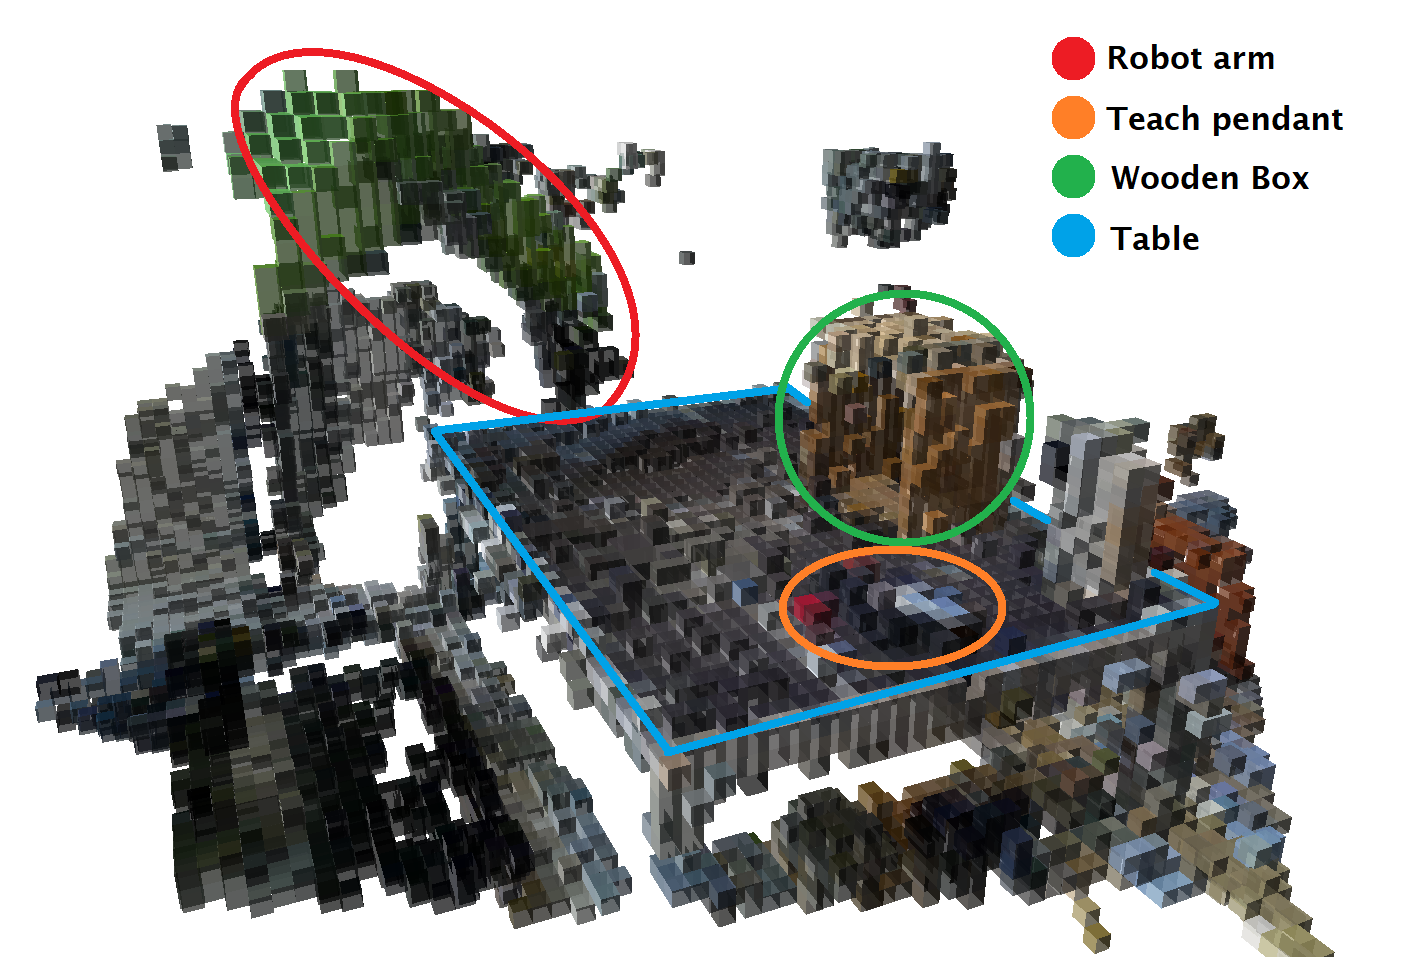 Robot arm
Teach pendant
Wooden Box
Table